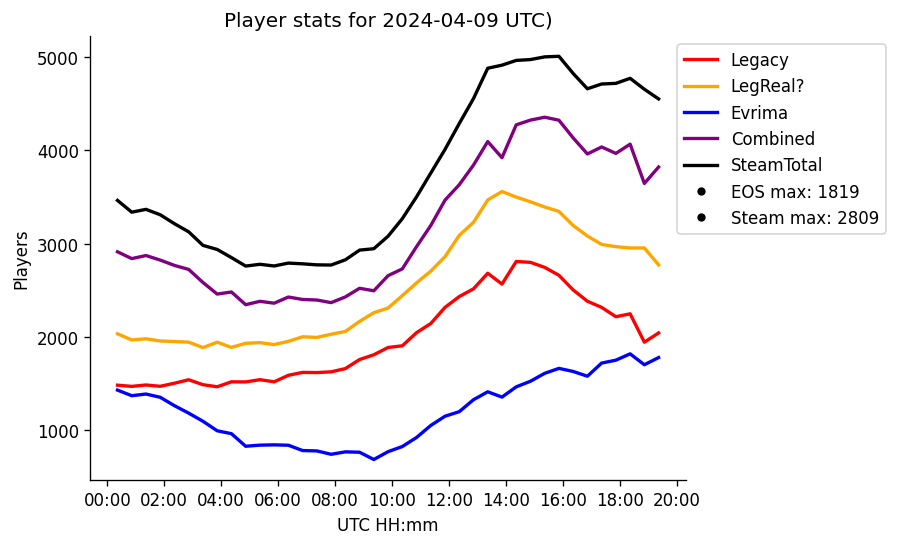 Player stats for 2024-04-09 UTC)
Legacy
LegReal?
Evrima
Combined
SteamTotal
EOS max: 1819
Steam max: 2809
Players
5000
4000
3000
2000
1000
00:00 02:00 04:00 06:00 08:00 10:00 12:00 14:00 16:00 18:00 20:00
UTC HH:mm